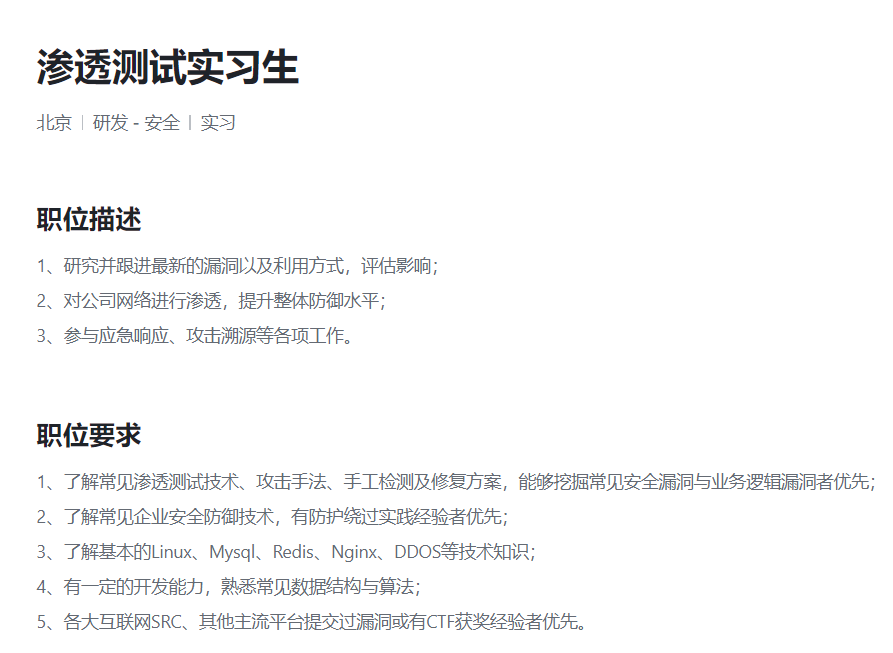 渗透测试实习生
北京 | 研发 - 安全 | 实习
职位描述
1、研究并跟进最新的漏洞以及利用方式，评估影响；
2、对公司网络进行渗透，提升整体防御水平；
3、参与应急响应、攻击溯源等各项工作。
职位要求
1、了解常见渗透测试技术、攻击手法、手工检测及修复方案，能够挖掘常见安全漏洞与业务逻辑漏洞者优先；
2、了解常见企业安全防御技术，有防护绕过实践经验者优先；
3、了解基本的Linux、Mysql、Redis、Nginx、DDOS等技术知识；
4、有一定的开发能力，熟悉常见数据结构与算法；
5、各大互联网SRC、其他主流平台提交过漏洞或有CTF获奖经验者优先。